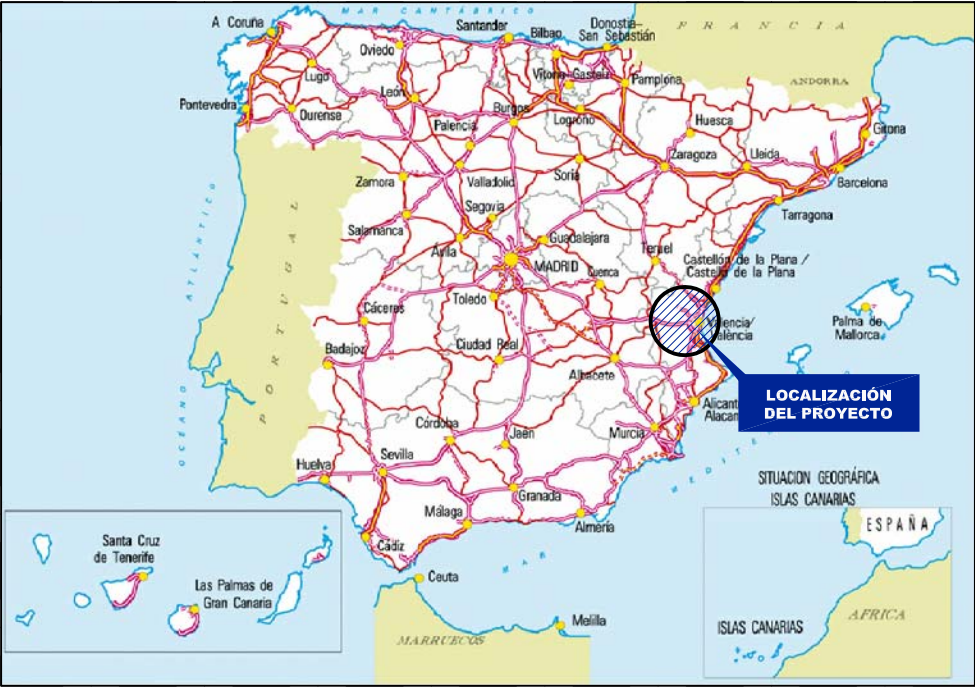 MAR CANTÁBRICO
FRANCIA
A Coruña
Santander
Bilbao
Donostia-
San Sebastián
Oviedo
Lugo
Vitoria-Gasteiz
Pamplona
ANDORRA
León
Pontevedra
Ourense
Burgos
Logroño
Huesca
Girona
Palencia
Zaragoza
Lleida
Zamora
Valladolid
Soria
Barcelona
Segovia
Tarragona
Salamanca
Ávila
Guadalajara
Teruel
MADRID
Cuenca
Castellón de la Plana /
Castelló de la Plana
ATLÁNTICO
PORTUGAL
Toledo
Cáceres
Valencia/
València
Palma de
Mallorca
Ciudad Real
Badajoz
Albacete
LOCALIZACIÓN
DEL PROYECTO
OCÉANO
Córdoba
Jaén
Murcia
Huelva
Sevilla
SITUACION GEOGRÁFICA
ISLAS CANARIAS
Granada
Málaga
Almería
ESPAÑA
Cádiz
MAR
Santa Cruz
de Tenerife
Ceuta
Las Palmas de
Gran Canaria
Melilla
AFRICA
ISLAS CANARIAS
MARRUECOS